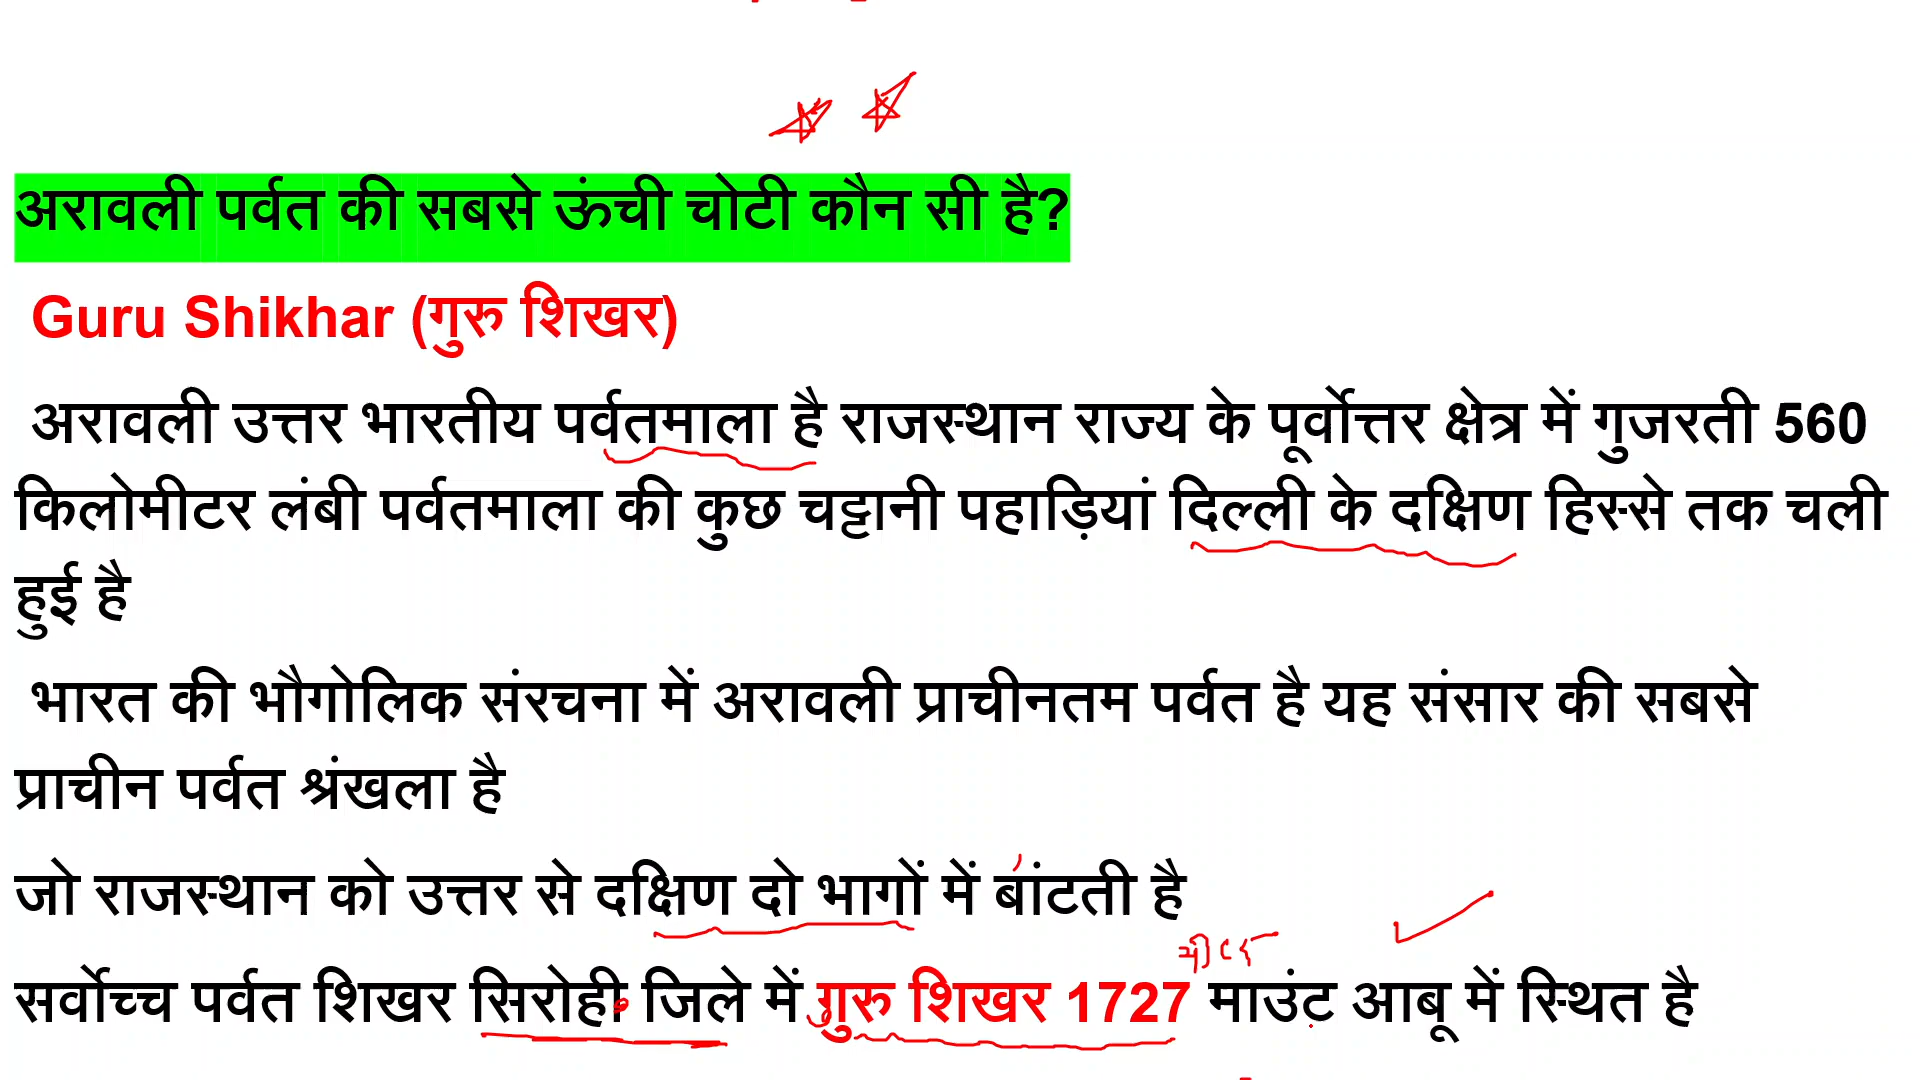 अरावली पर्वत की सबसे ऊंची चोटी कौन सी है?
Guru Shikhar (गुरु शिखर)
अरावली उत्तर भारतीय पर्वतमाला है राजस्थान राज्य के पूर्वोत्तर क्षेत्र में गुजरती 560
किलोमीटर लंबी पर्वतमाला की कुछ चट्टानी पहाड़ियां दिल्ली के दक्षिण हिस्से तक चली
हुई है
भारत की भौगोलिक संरचना में अरावली प्राचीनतम पर्वत है यह संसार की सबसे
प्राचीन पर्वत श्रंखला है
जो राजस्थान को उत्तर से दक्षिण दो भागों में बांटती है
सर्वोच्च पर्वत शिखर सिरोही जिले में गुरु शिखर 1727 माउंट आबू में स्थित है